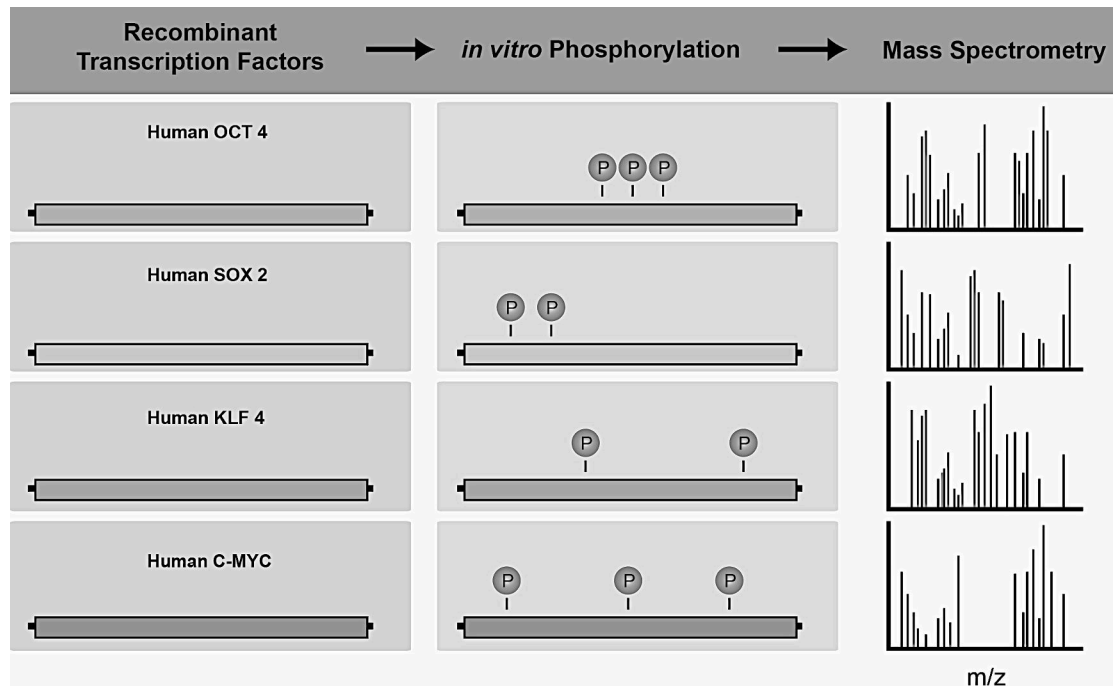 Recombinant
Transcription Factors
in vitro Phosphorylation
Mass Spectrometry
Human OCT 4
P P P
Human SOX 2
P P
Human KLF 4
P P
Human C-MYC
P P P
m/z